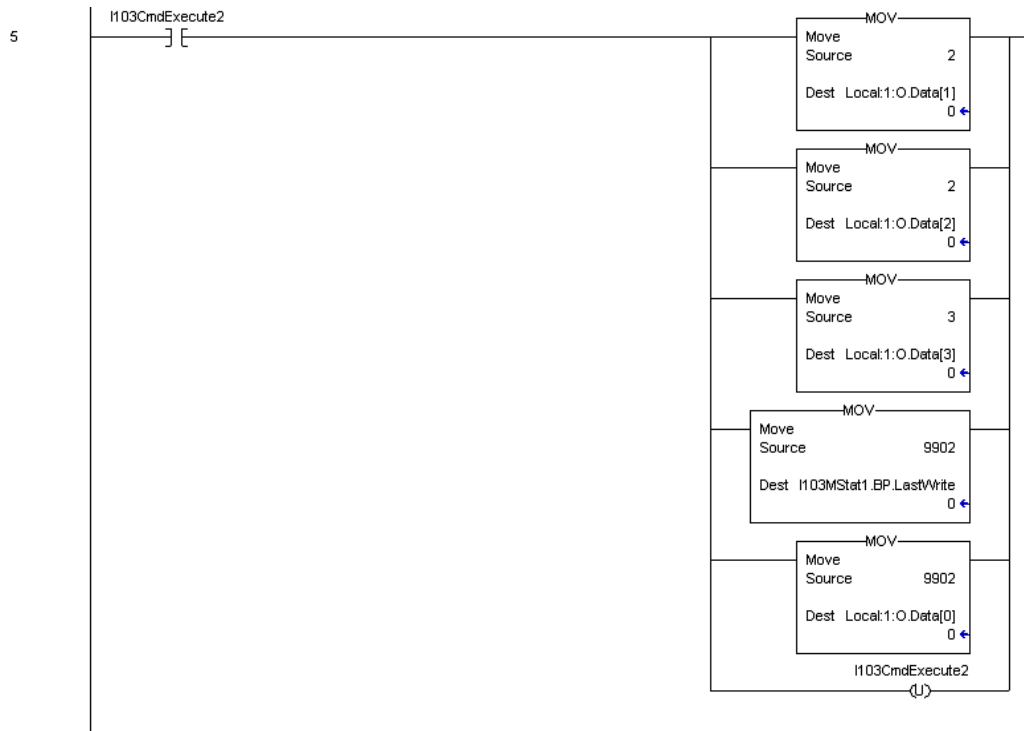 I103CmdExecute2
5
MOV
Move
Source 2
Dest Local:1:O.Data[1]
0
MOV
Move
Source 2
Dest Local:1:O.Data[2]
0
MOV
Move
Source 3
Dest Local:1:O.Data[3]
0
MOV
Move
Source 9902
Dest I103MStat1.BP.LastWrite
0
MOV
Move
Source 9902
Dest Local:1:O.Data[0]
0
I103CmdExecute2
U